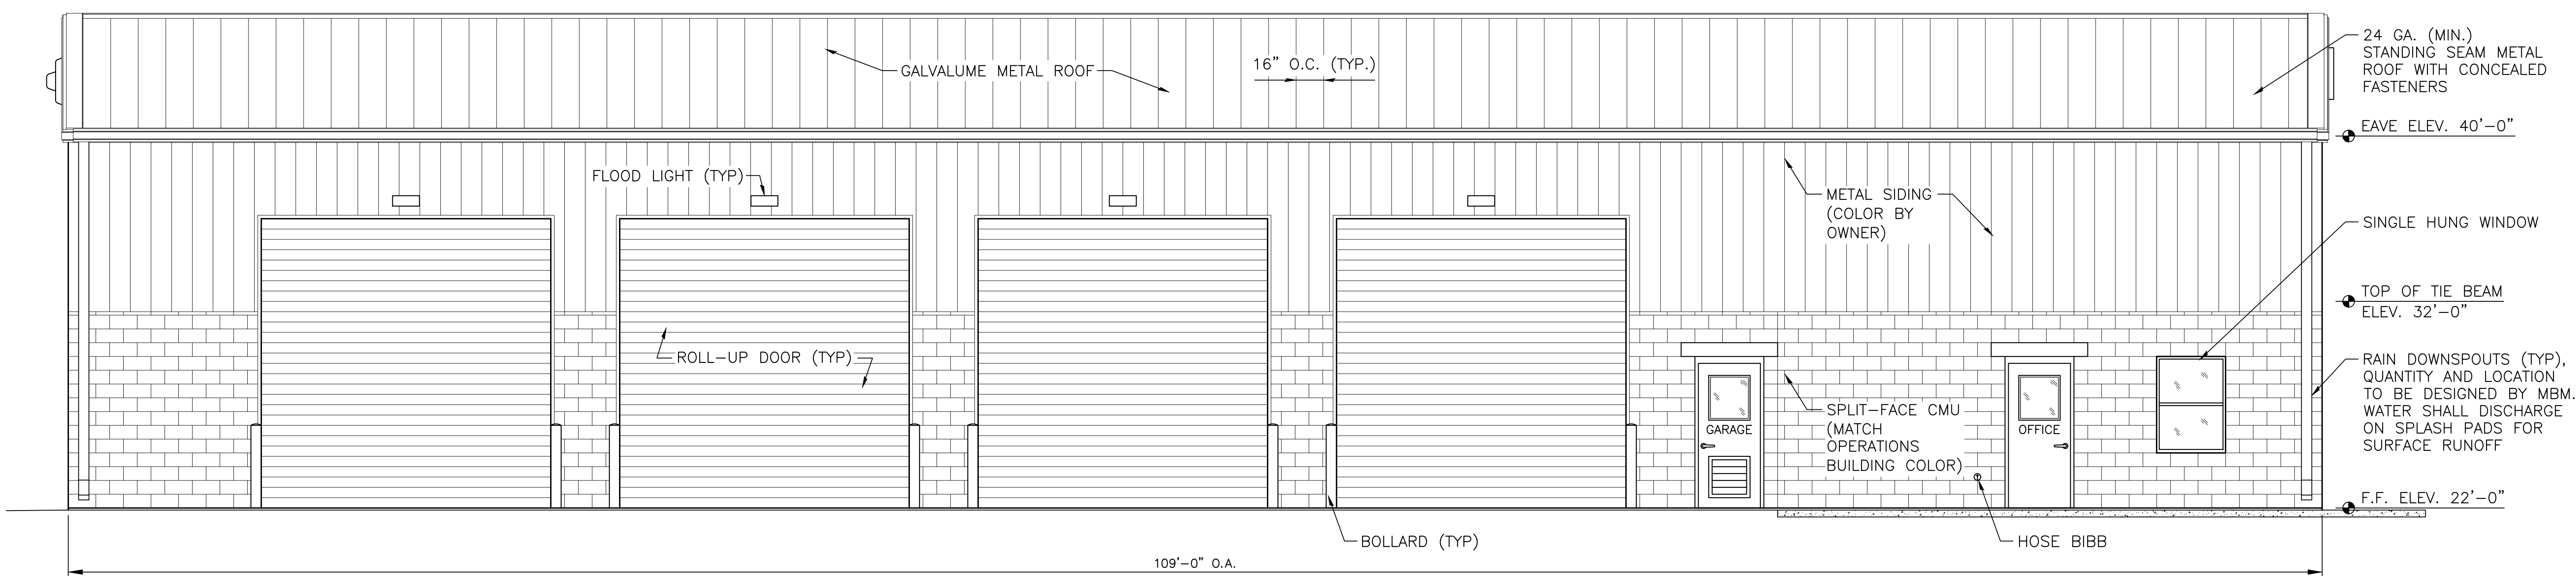 GALVALUME METAL ROOF
16" O.C. (TYP.)
24 GA. (MIN.)
STANDING SEAM METAL
ROOF WITH CONCEALED
FASTENERS
EAVE ELEV. 40'-0"
FLOOD LIGHT (TYP)
METAL SIDING
(COLOR BY
OWNER)
SINGLE HUNG WINDOW
TOP OF TIE BEAM
ELEV. 32'-0"
ROLL-UP DOOR (TYP)
RAIN DOWNSPOUTS (TYP),
QUANTITY AND LOCATION
TO BE DESIGNED BY MBM.
WATER SHALL DISCHARGE
ON SPLASH PADS FOR
SURFACE RUNOFF
GARAGE
SPLIT-FACE CMU
(MATCH
OPERATIONS
BUILDING COLOR)
OFFICE
F.F. ELEV. 22'-0"
BOLLARD (TYP)
HOSE BIBB
109'-0" O.A.